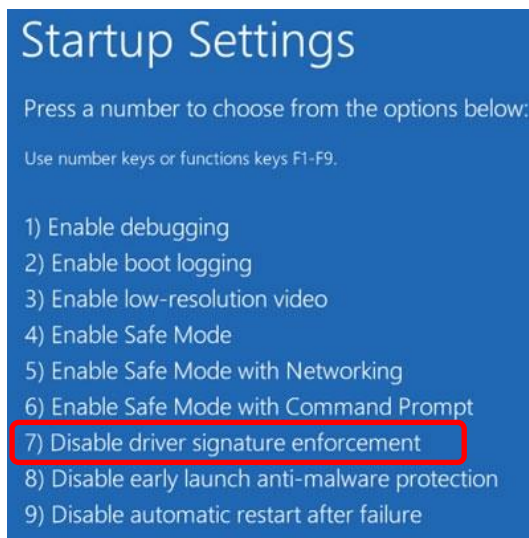 Startup Settings
Press a number to choose from the options below:
Use number keys or functions keys F1-F9.
1) Enable debugging
2) Enable boot logging
3) Enable low-resolution video
4) Enable Safe Mode
5) Enable Safe Mode with Networking
6) Enable Safe Mode with Command Prompt
7) Disable driver signature enforcement
8) Disable early launch anti-malware protection
9) Disable automatic restart after failure